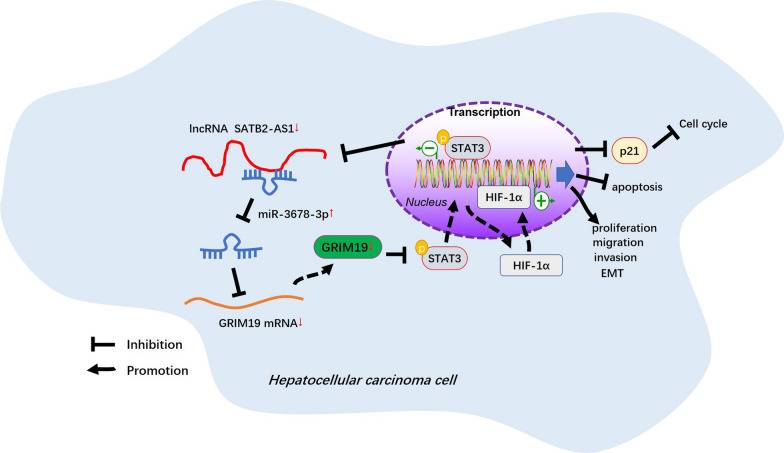 Transcription
lncRNA SATB2-AS1↓
p
STAT3
−
Cell cycle
p21
apoptosis
Nucleus
HIF-1α
+
miR-3678-3p↑
proliferation
migration
invasion
EMT
GRIM19↓
p
STAT3
HIF-1α
GRIM19 mRNA↓
Inhibition
Promotion
Hepatocellular carcinoma cell